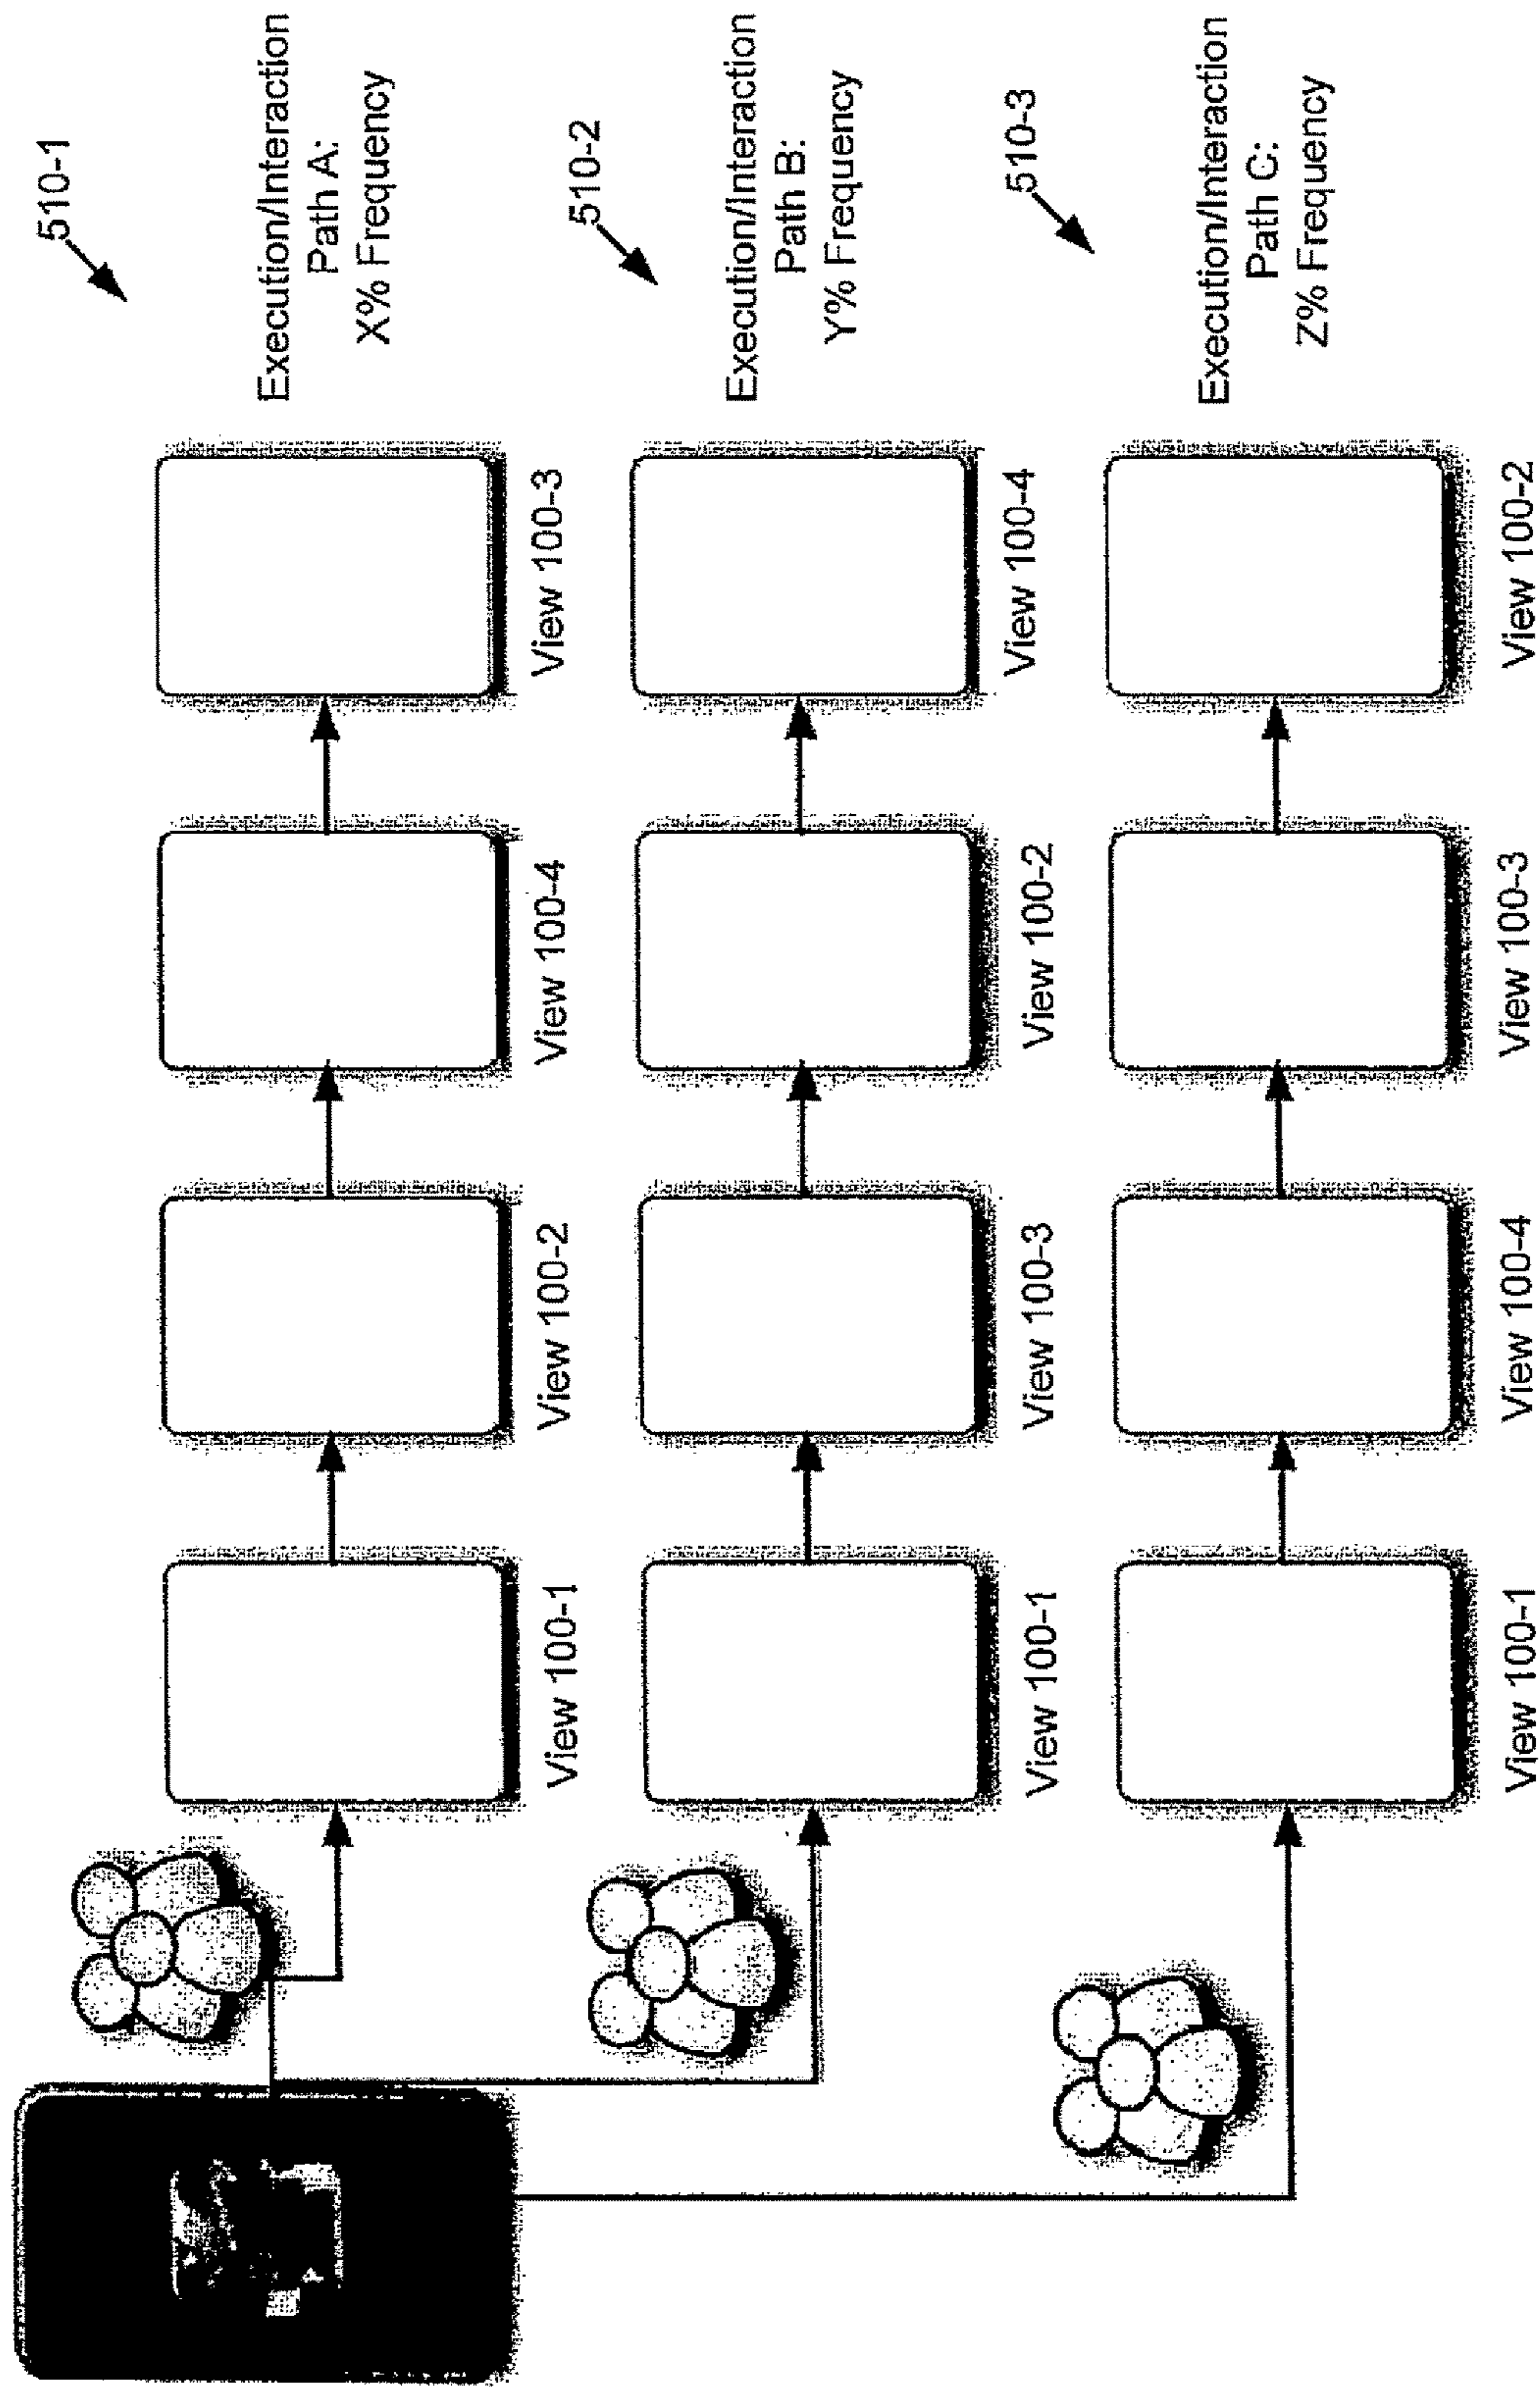 510-1
View 100-1
View 100-2
View 100-4
View 100-3
Execution/Interaction
Path A:
X% Frequency
510-2
View 100-1
View 100-3
View 100-2
View 100-4
Execution/Interaction
Path B:
Y% Frequency
510-3
View 100-1
View 100-4
View 100-3
View 100-2
Execution/Interaction
Path C:
Z% Frequency